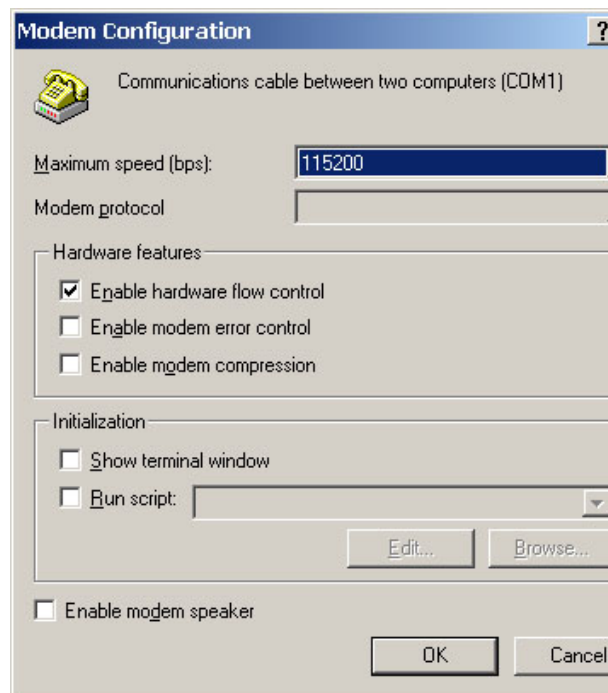 Modem Configuration ?
Communications cable between two computers (COM1)
Maximum speed (bps): 115200
Modem protocol
Hardware features
Enable hardware flow control
Enable modem error control
Enable modem compression
Initialization
Show terminal window
Run script:
Edit... Browse...
Enable modem speaker
OK Cancel